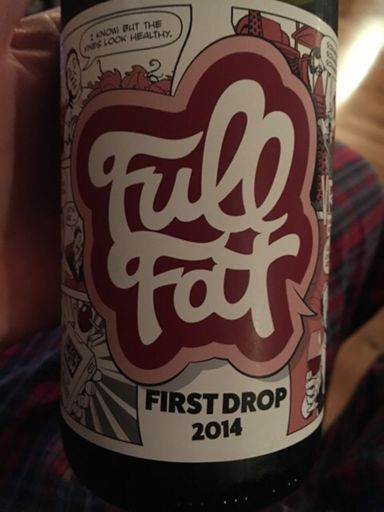 I KNOW BUT THE
VINES LOOK HEALTHY.
Full
Fat
FIRST DROP
2014